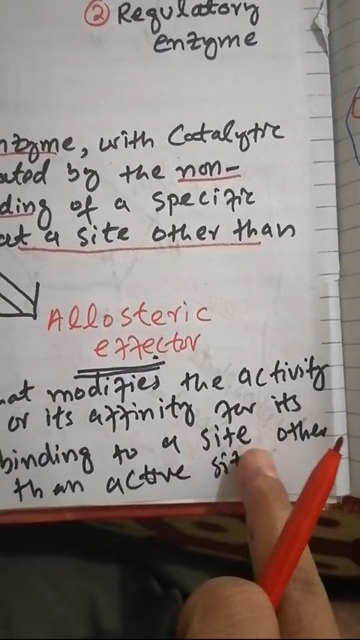 ② Regulatory
enzyme
nzyme, with Catalytic
ated by the non-
ding of a specific
at a site other than
Allosteric
effector
at modifies the activity
or its affinity for its
binding to a site other
than active sit